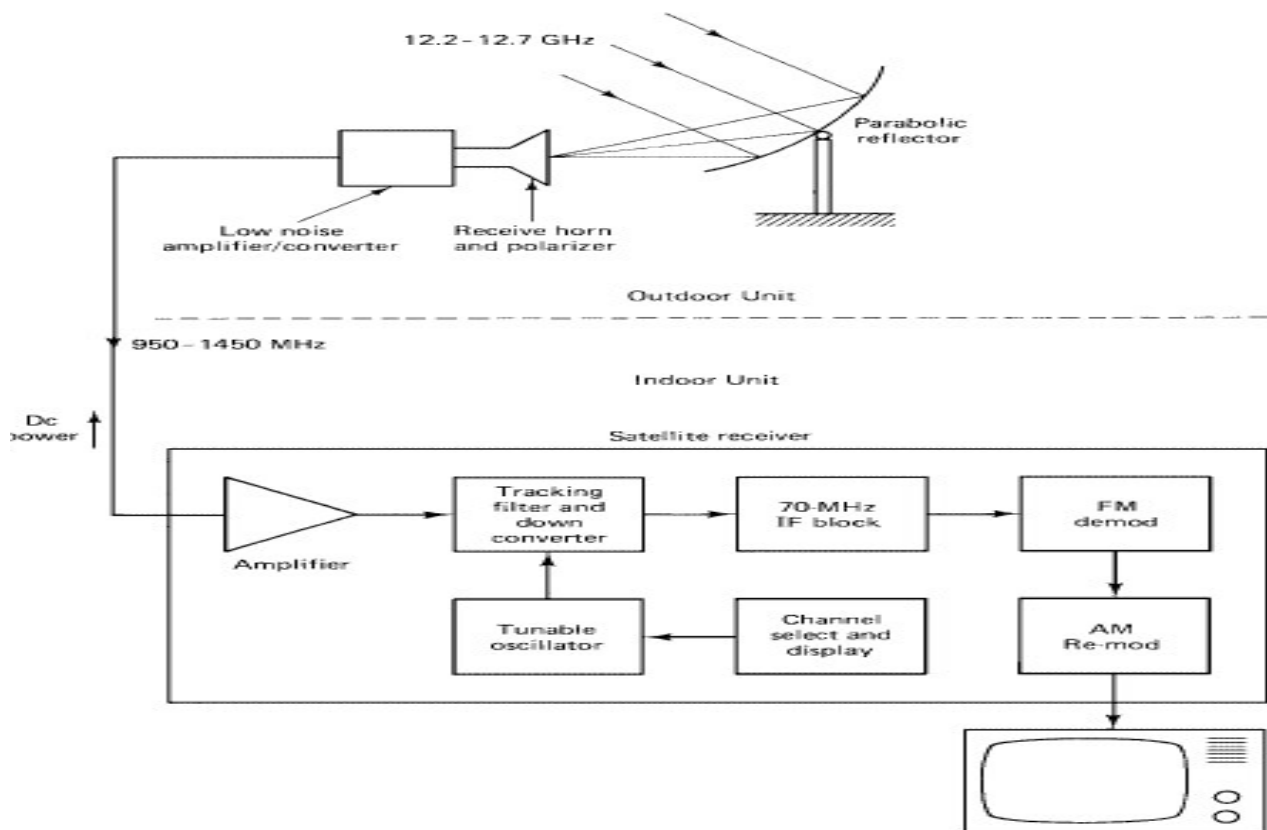 12.2-12.7 GHz
Parabolic
reflector
Low noise
amplifier/converter
Receive horn
and polarizer
Outdoor Unit
950-1450 MHz
Indoor Unit
Dc
power
Satellite receiver
Amplifier
Tracking
filter and
down
converter
70-MHz
IF block
FM
demod
Tunable
oscillator
Channel
select and
display
AM
Re-mod